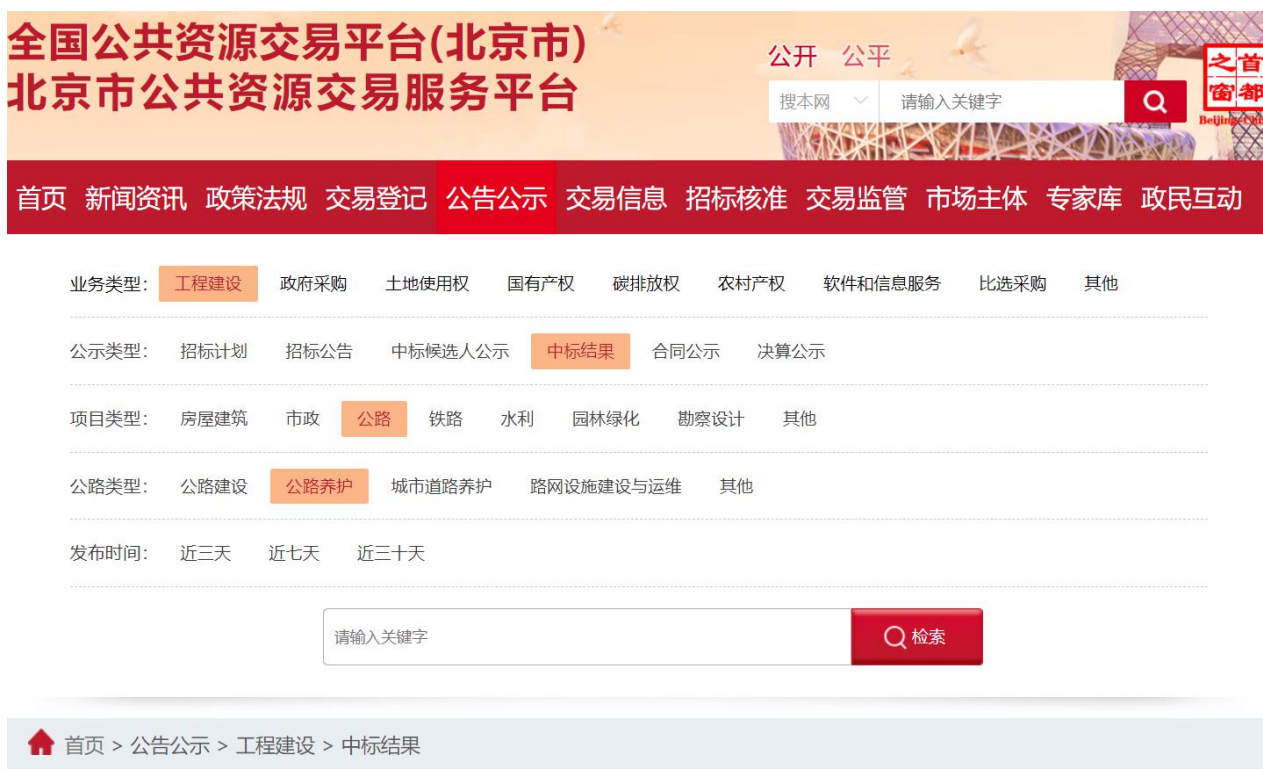 全国公共资源交易平台(北京市)
北京市公共资源交易服务平台
公开 公平
搜本网 请输入关键字
首都之窗
首页 新闻资讯 政策法规 交易登记 公告公示 交易信息 招标核准 交易监管 市场主体 专家库 政民互动
业务类型： 工程建设 政府采购 土地使用权 国有产权 碳排放权 农村产权 软件和信息服务 比选采购 其他
公示类型： 招标计划 招标公告 中标候选人公示 中标结果 合同公示 决算公示
项目类型： 房屋建筑 市政 公路 铁路 水利 园林绿化 勘察设计 其他
公路类型： 公路建设 公路养护 城市道路养护 路网设施建设与运维 其他
发布时间： 近三天 近七天 近三十天
请输入关键字 检索
首页 > 公告公示 > 工程建设 > 中标结果